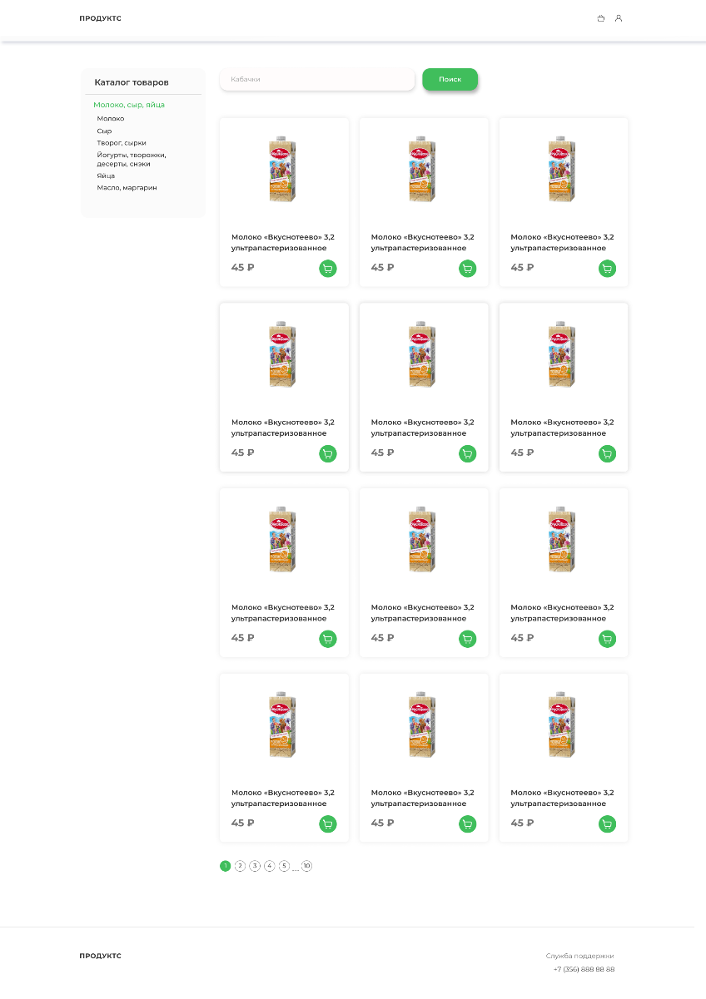 ПРОДУКТС
Каталог товаров
Молоко, сыр, яйца
Молоко
Сыр
Творог, сырки
Йогурты, творожки,
десерты, снэки
Яйца
Масло, маргарин
Кабачки
Поиск
Молоко «Вкуснотеево» 3,2
ультрапастеризованное
45 ₽
Молоко «Вкуснотеево» 3,2
ультрапастеризованное
45 ₽
Молоко «Вкуснотеево» 3,2
ультрапастеризованное
45 ₽
Молоко «Вкуснотеево» 3,2
ультрапастеризованное
45 ₽
Молоко «Вкуснотеево» 3,2
ультрапастеризованное
45 ₽
Молоко «Вкуснотеево» 3,2
ультрапастеризованное
45 ₽
Молоко «Вкуснотеево» 3,2
ультрапастеризованное
45 ₽
Молоко «Вкуснотеево» 3,2
ультрапастеризованное
45 ₽
Молоко «Вкуснотеево» 3,2
ультрапастеризованное
45 ₽
Молоко «Вкуснотеево» 3,2
ультрапастеризованное
45 ₽
Молоко «Вкуснотеево» 3,2
ультрапастеризованное
45 ₽
Молоко «Вкуснотеево» 3,2
ультрапастеризованное
45 ₽
1 2 3 4 5 ... 10
ПРОДУКТС
Служба поддержки
+7 (356) 888 88 88